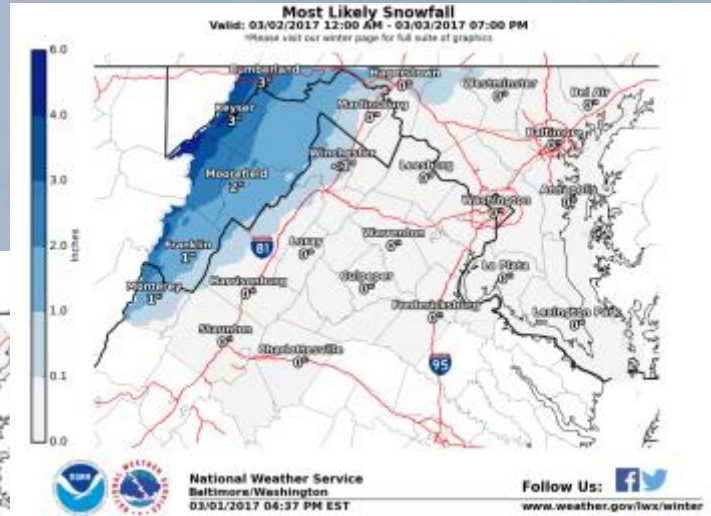 Most Likely Snowfall
Valid: 03/02/2017 12:00 AM - 03/03/2017 07:00 PM
*Please visit our winter page for full suite of graphics
6.0
4.0
3.0
2.0
1.0
0.1
0.0
Inches
Cumberland
3"
Hagerstown
0"
Westminster
0"
Bel Air
0"
Keyser
3"
Martinsburg
0"
Baltimore
0"
Winchester
<1"
Leesburg
0"
Moorefield
2"
Washington
0"
Annapolis
0"
Franklin
1"
81
Luray
0"
Warrenton
0"
La Plata
0"
Monterey
1"
Harrisonburg
0"
Culpeper
0"
Fredericksburg
0"
Lexington Park
0"
Staunton
0"
Charlottesville
0"
95
NOAA
National Weather Service
Baltimore/Washington
03/01/2017 04:37 PM EST
Follow Us:
www.weather.gov/lwx/winter